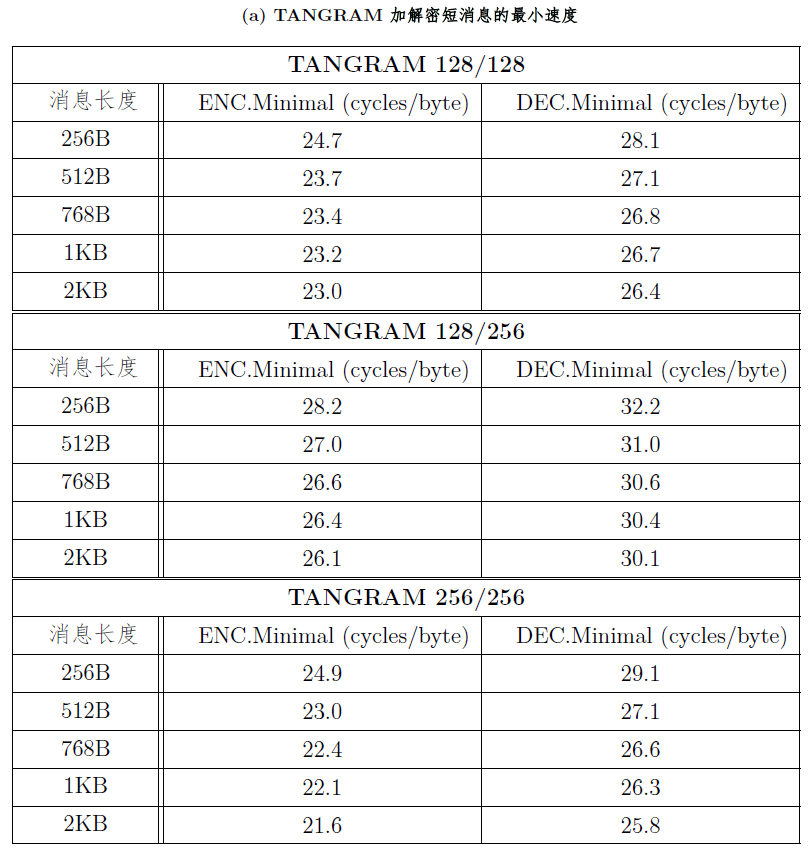 (a) TANGRAM 加解密短消息的最小速度
TANGRAM 128/128
消息长度 ENC.Minimal (cycles/byte) DEC.Minimal (cycles/byte)
256B 24.7 28.1
512B 23.7 27.1
768B 23.4 26.8
1KB 23.2 26.7
2KB 23.0 26.4
TANGRAM 128/256
消息长度 ENC.Minimal (cycles/byte) DEC.Minimal (cycles/byte)
256B 28.2 32.2
512B 27.0 31.0
768B 26.6 30.6
1KB 26.4 30.4
2KB 26.1 30.1
TANGRAM 256/256
消息长度 ENC.Minimal (cycles/byte) DEC.Minimal (cycles/byte)
256B 24.9 29.1
512B 23.0 27.1
768B 22.4 26.6
1KB 22.1 26.3
2KB 21.6 25.8